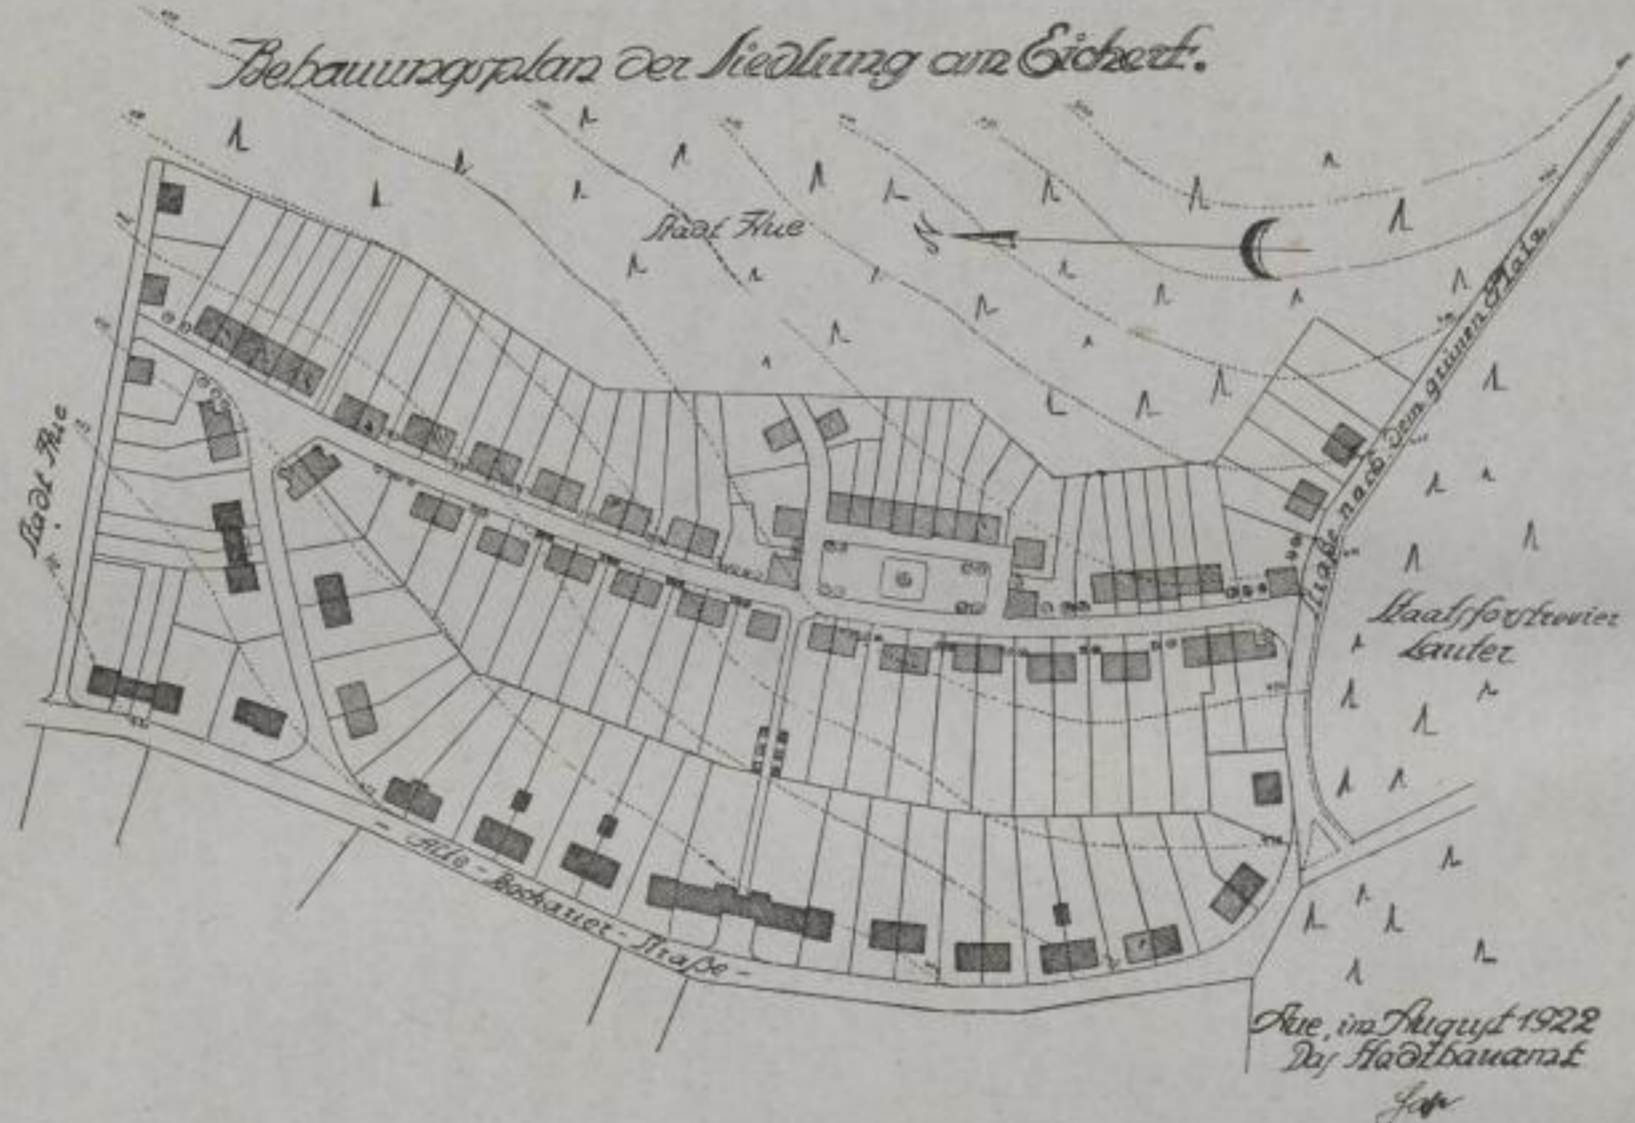 Bebauungsplan der Siedlung am Eichert.
Stadt Aue
N
Stadt Aue
Straße nach dem grünen Platz
Staatsforstrevier
Lauter
- Alte - Bockauer - Straße -
Aue, im August 1922
Das Stadtbauamt